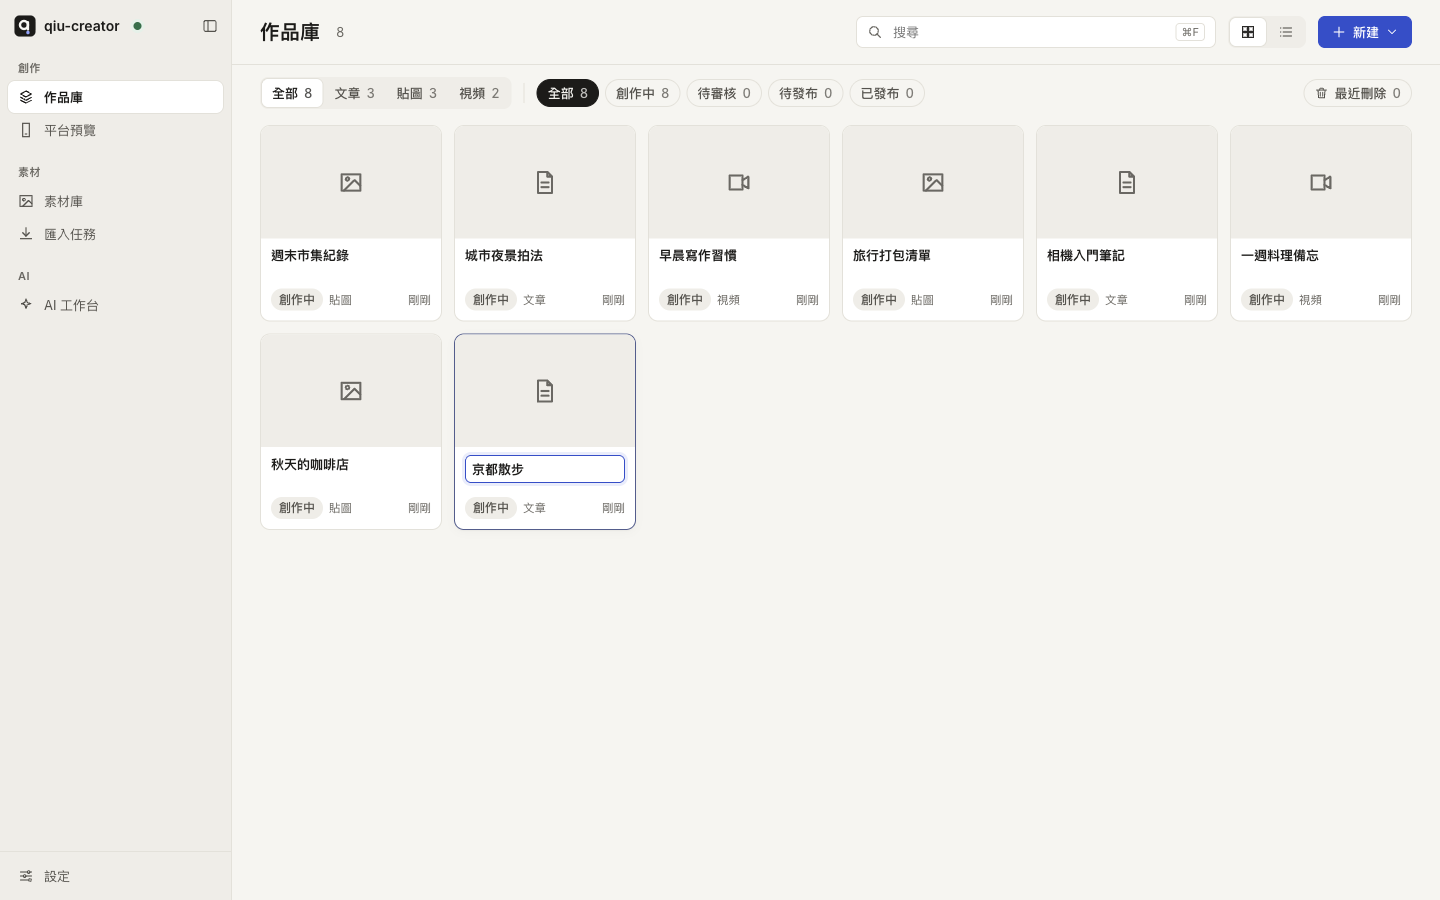 qiu-creator
創作
作品庫
平台預覽
素材
素材庫
匯入任務
AI
AI 工作台
設定
作品庫 8
搜尋 ⌘F
新建
全部 8 文章 3 貼圖 3 視頻 2
全部 8 創作中 8 待審核 0 待發布 0 已發布 0
最近刪除 0
週末市集紀錄
創作中 貼圖 剛剛
城市夜景拍法
創作中 文章 剛剛
早晨寫作習慣
創作中 視頻 剛剛
旅行打包清單
創作中 貼圖 剛剛
相機入門筆記
創作中 文章 剛剛
一週料理備忘
創作中 視頻 剛剛
秋天的咖啡店
創作中 貼圖 剛剛
京都散步
創作中 文章 剛剛